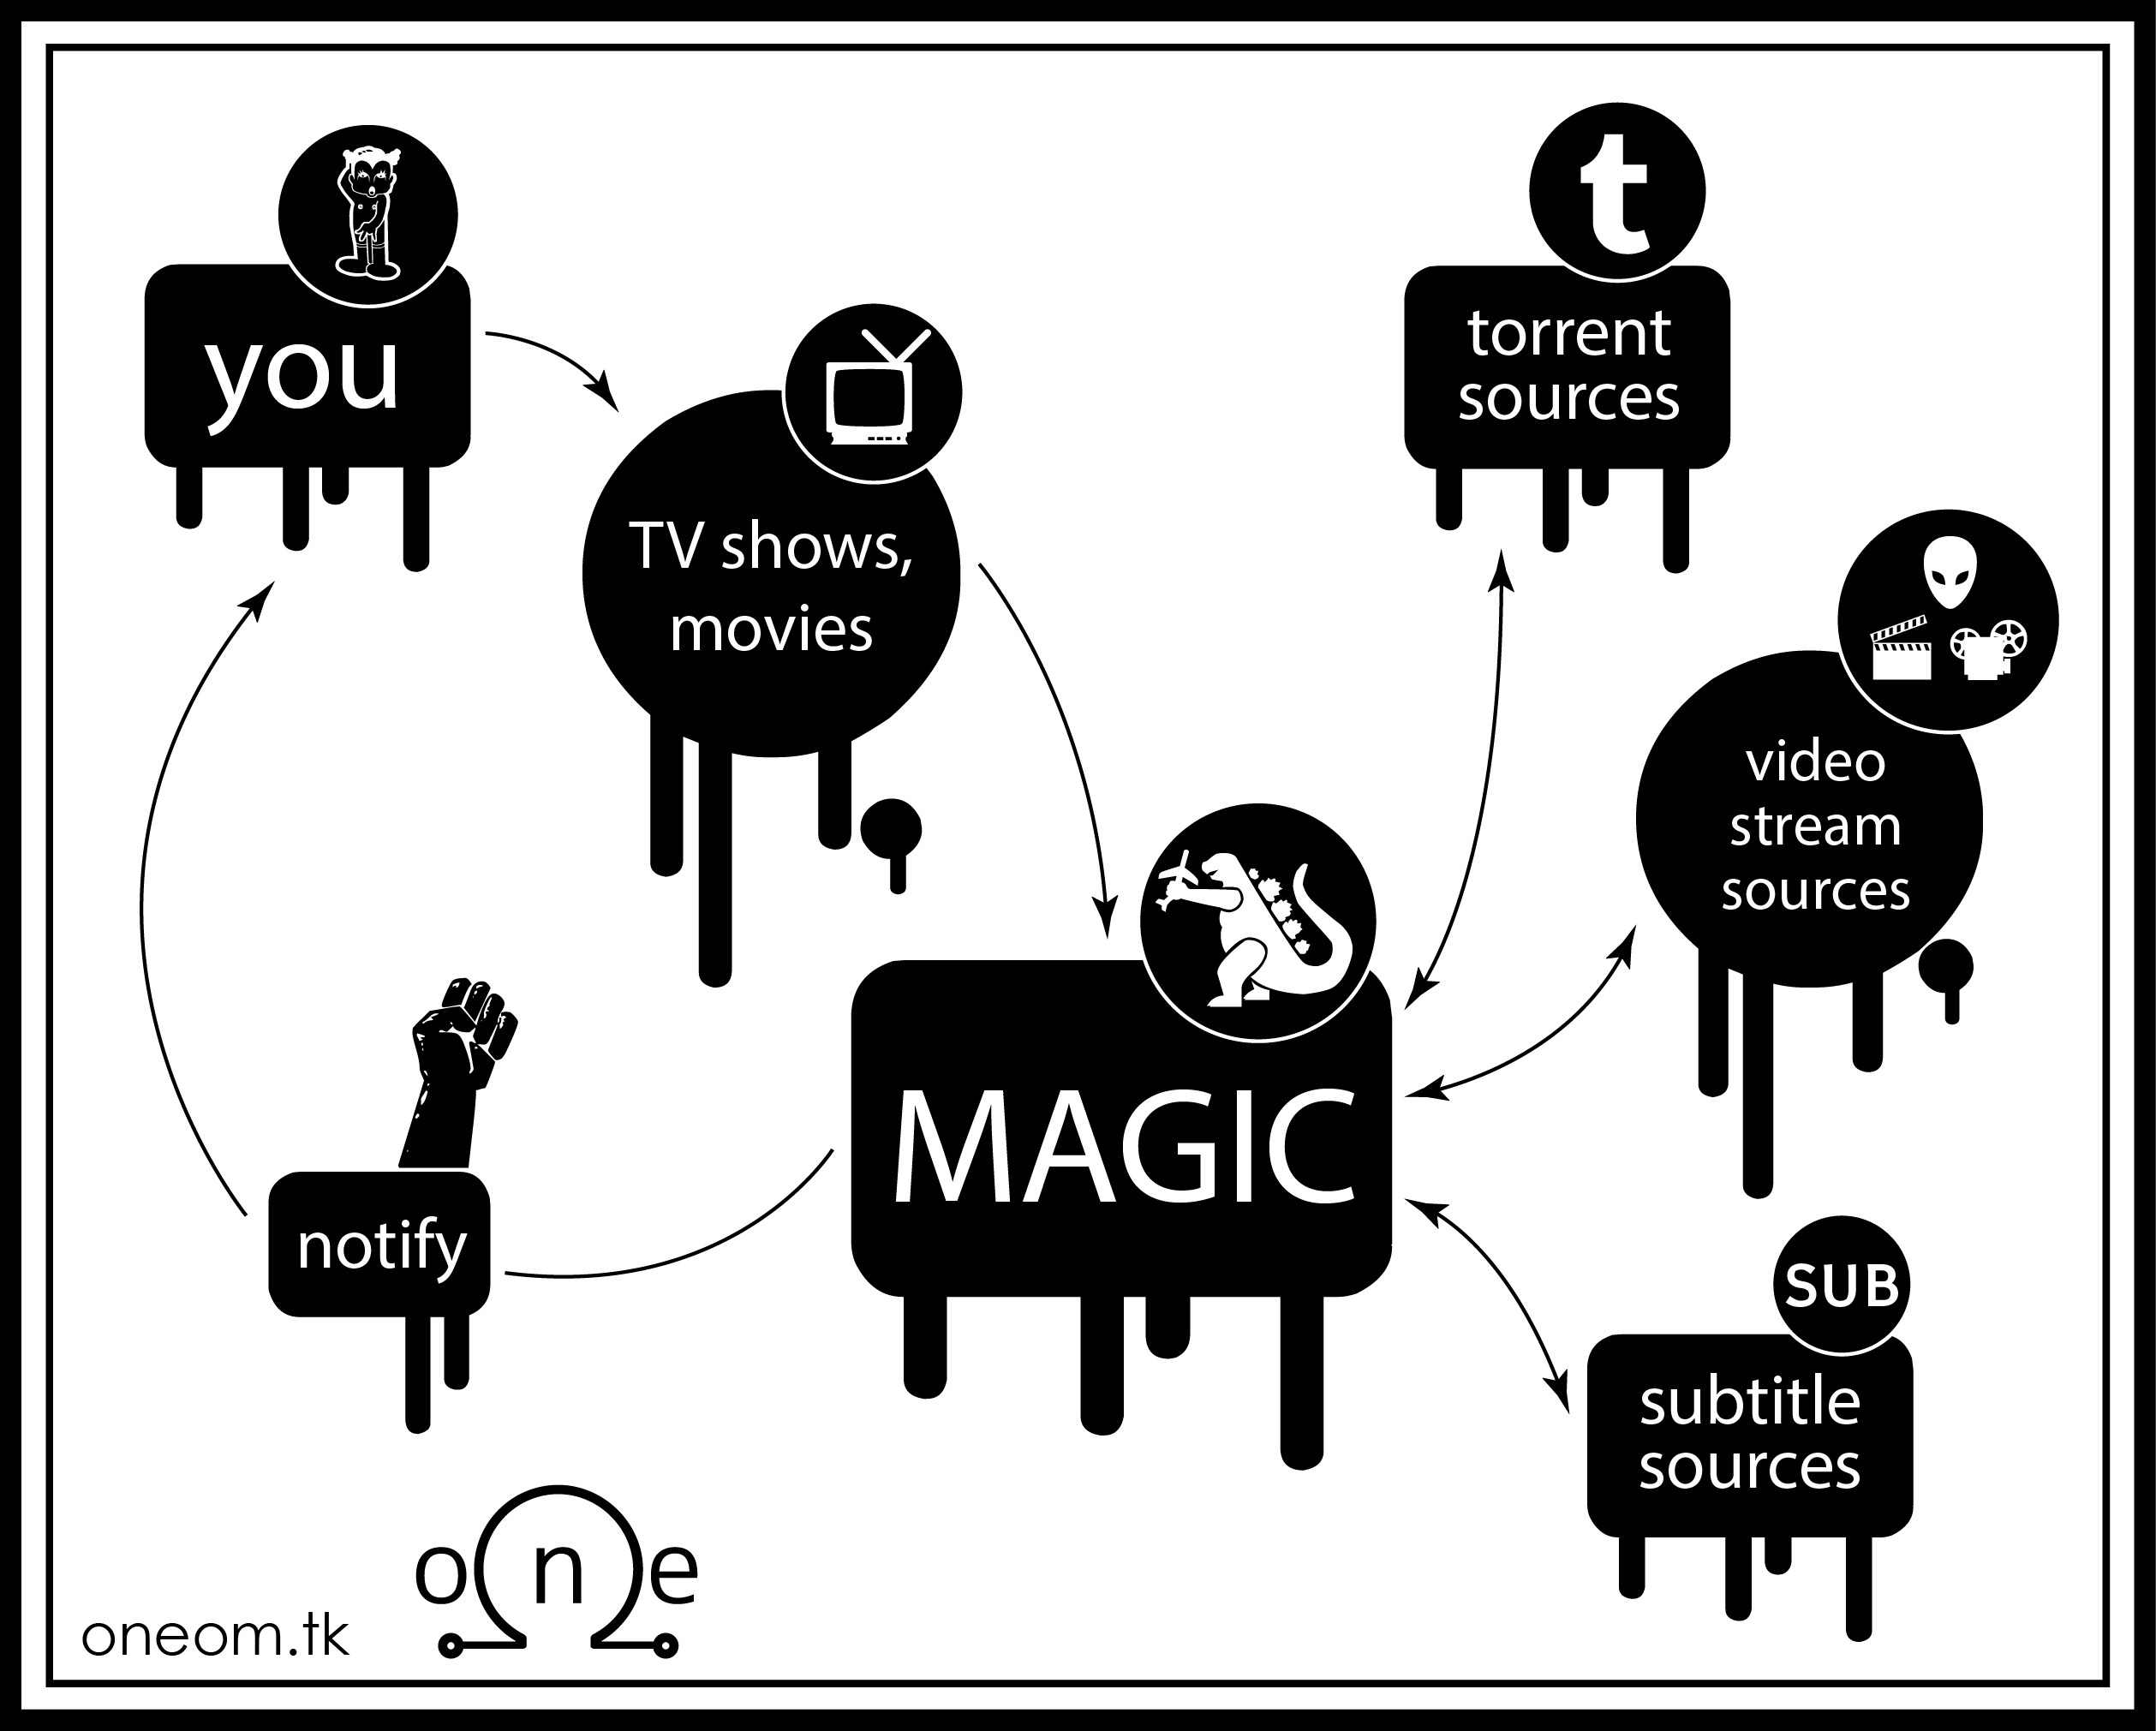 you
TV shows,
movies
t
torrent
sources
video
stream
sources
MAGIC
notify
SUB
subtitle
sources
one
oneom.tk